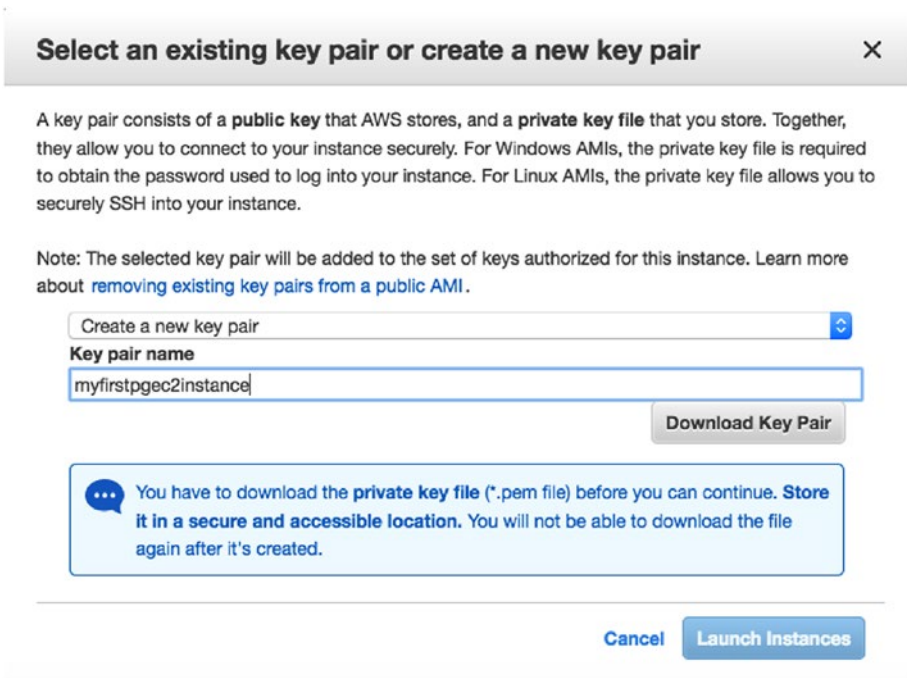 Select an existing key pair or create a new key pair
A key pair consists of a public key that AWS stores, and a private key file that you store. Together,
they allow you to connect to your instance securely. For Windows AMIs, the private key file is required
to obtain the password used to log into your instance. For Linux AMIs, the private key file allows you to
securely SSH into your instance.
Note: The selected key pair will be added to the set of keys authorized for this instance. Learn more
about removing existing key pairs from a public AMI.
Create a new key pair
Key pair name
myfirstpgec2instance
Download Key Pair
You have to download the private key file (*.pem file) before you can continue. Store
it in a secure and accessible location. You will not be able to download the file
again after it's created.
Cancel Launch Instances